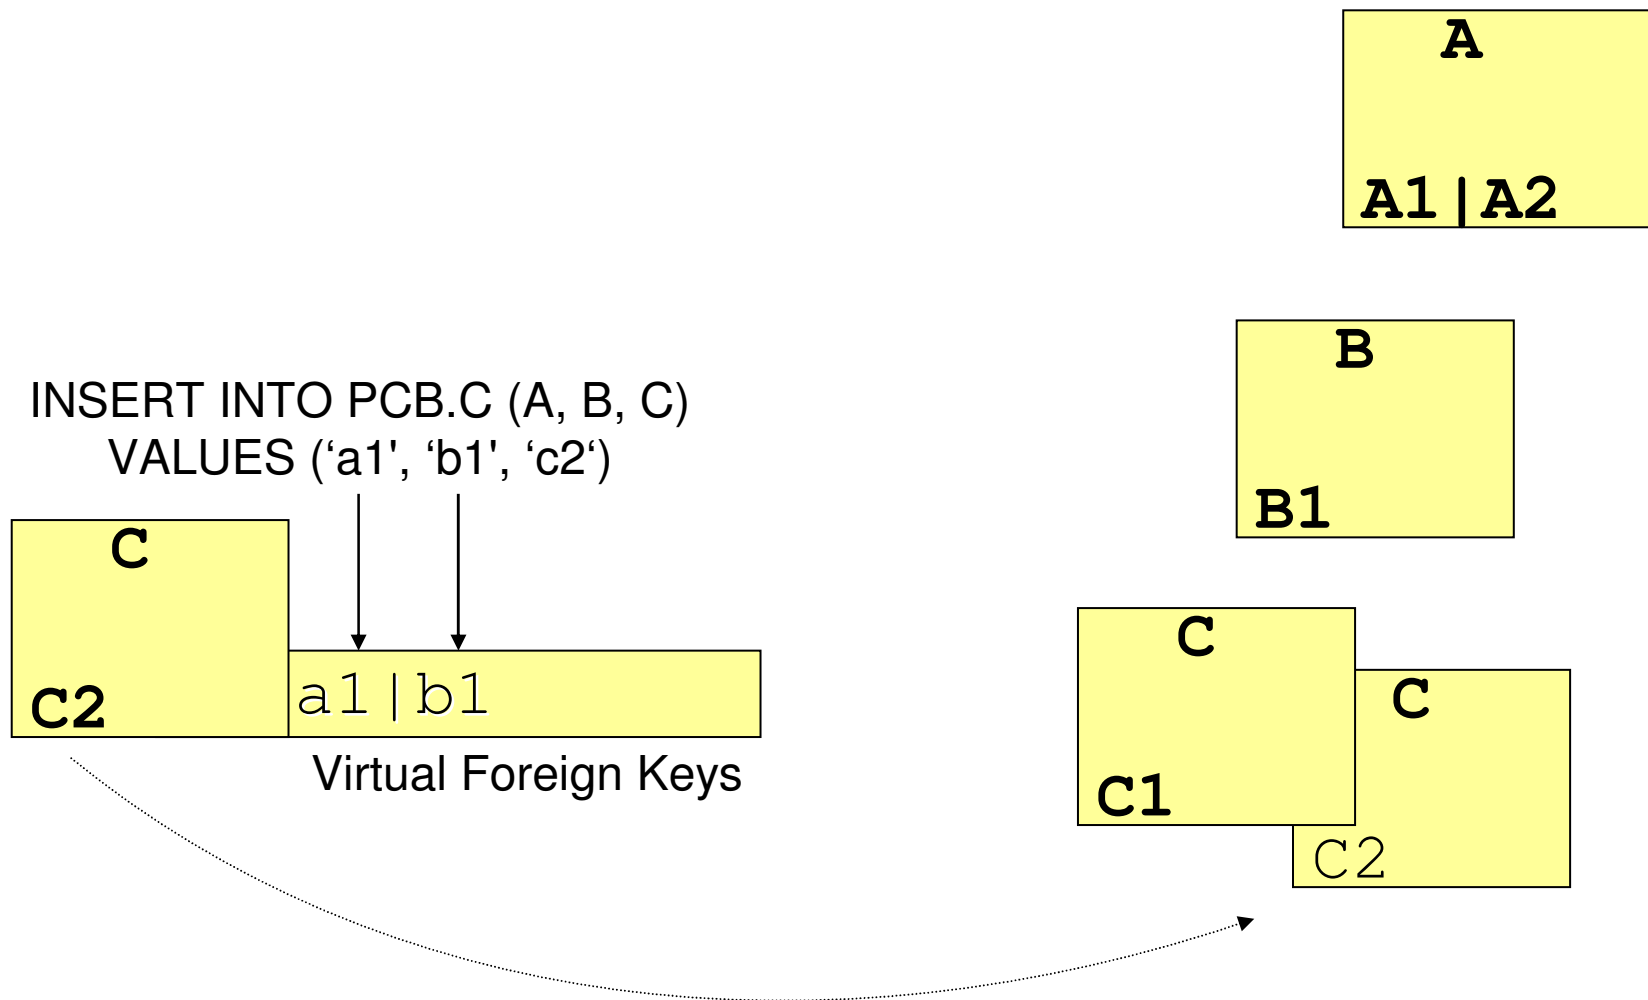 A
A1|A2
B
B1
INSERT INTO PCB.C (A, B, C)
VALUES (‘a1', ‘b1', ‘c2‘)
C
C2
a1|b1
Virtual Foreign Keys
C
C1
C
C2